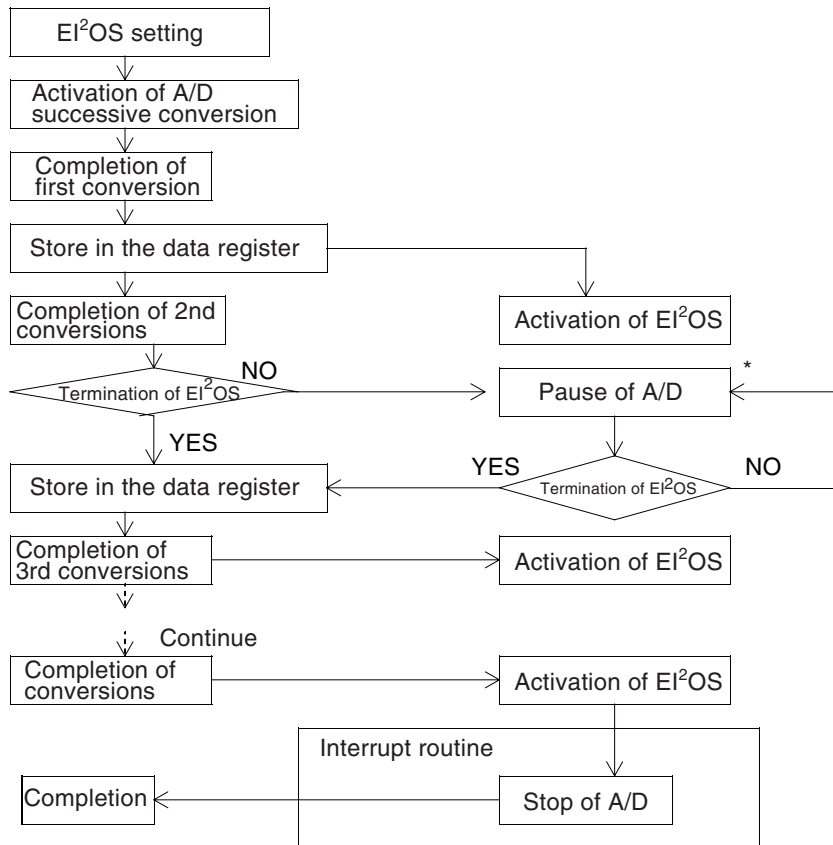 EI²OS setting
Activation of A/D
successive conversion
Completion of
first conversion
Store in the data register
Completion of 2nd
conversions
Activation of EI²OS
Termination of EI²OS
NO
Pause of A/D
*
YES
Store in the data register
YES
Termination of EI²OS
NO
Completion of
3rd conversions
Activation of EI²OS
Continue
Completion of
conversions
Activation of EI²OS
Interrupt routine
Completion
Stop of A/D